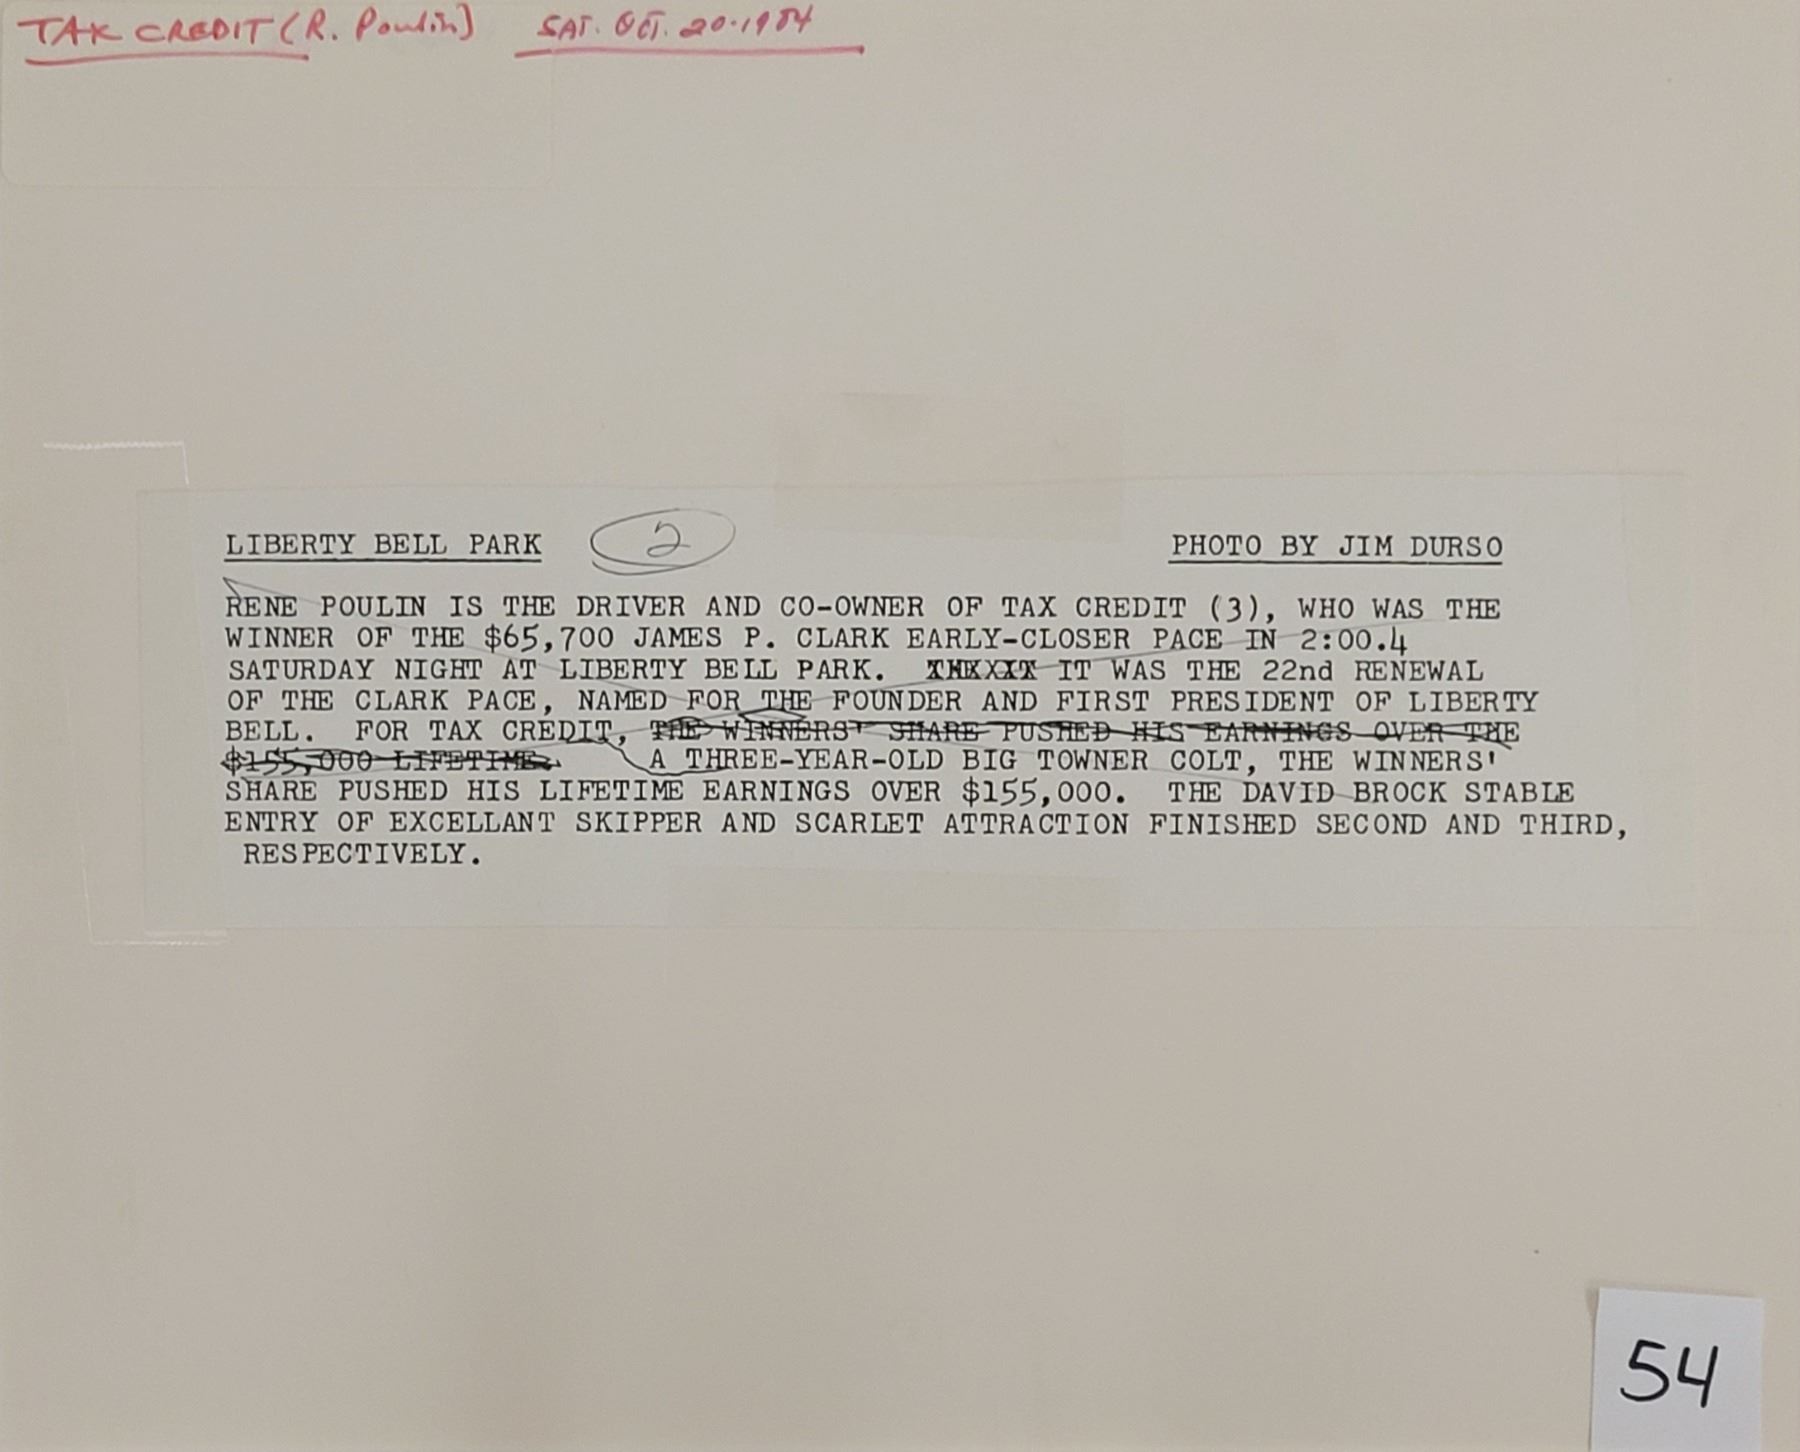 TAX CREDIT (R. Poulin) SAT. OCT. 20-1984
LIBERTY BELL PARK 2 PHOTO BY JIM DURSO
RENE POULIN IS THE DRIVER AND CO-OWNER OF TAX CREDIT (3), WHO WAS THE
WINNER OF THE $65,700 JAMES P. CLARK EARLY-CLOSER PACE IN 2:00.4
SATURDAY NIGHT AT LIBERTY BELL PARK. IT WAS THE 22nd RENEWAL
OF THE CLARK PACE, NAMED FOR THE FOUNDER AND FIRST PRESIDENT OF LIBERTY
BELL. FOR TAX CREDIT, THE WINNERS' SHARE PUSHED HIS EARNINGS OVER THE
$155,000 LIFETIME. A THREE-YEAR-OLD BIG TOWNER COLT, THE WINNERS'
SHARE PUSHED HIS LIFETIME EARNINGS OVER $155,000. THE DAVID BROCK STABLE
ENTRY OF EXCELLANT SKIPPER AND SCARLET ATTRACTION FINISHED SECOND AND THIRD,
RESPECTIVELY.
54